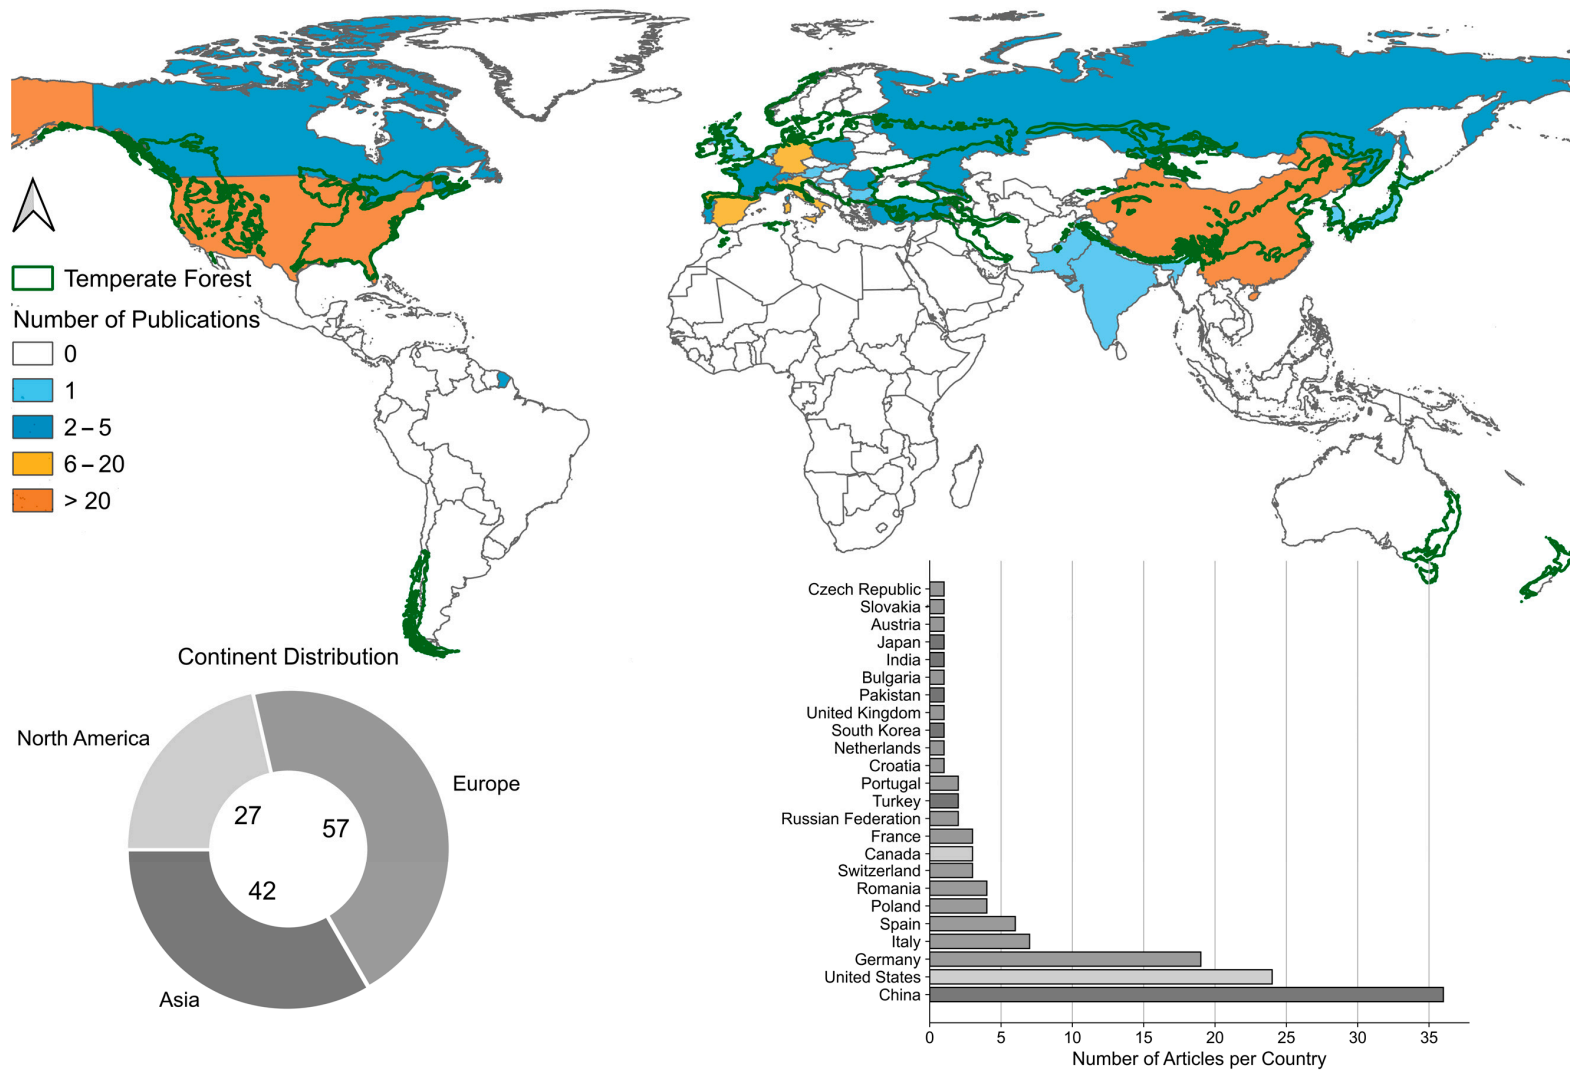 Temperate Forest
Number of Publications
0
1
2 – 5
6 – 20
> 20
Continent Distribution
North America
Europe
Asia
27
57
42
Czech Republic
Slovakia
Austria
Japan
India
Bulgaria
Pakistan
United Kingdom
South Korea
Netherlands
Croatia
Portugal
Turkey
Russian Federation
France
Canada
Switzerland
Romania
Poland
Spain
Italy
Germany
United States
China
0 5 10 15 20 25 30 35
Number of Articles per Country